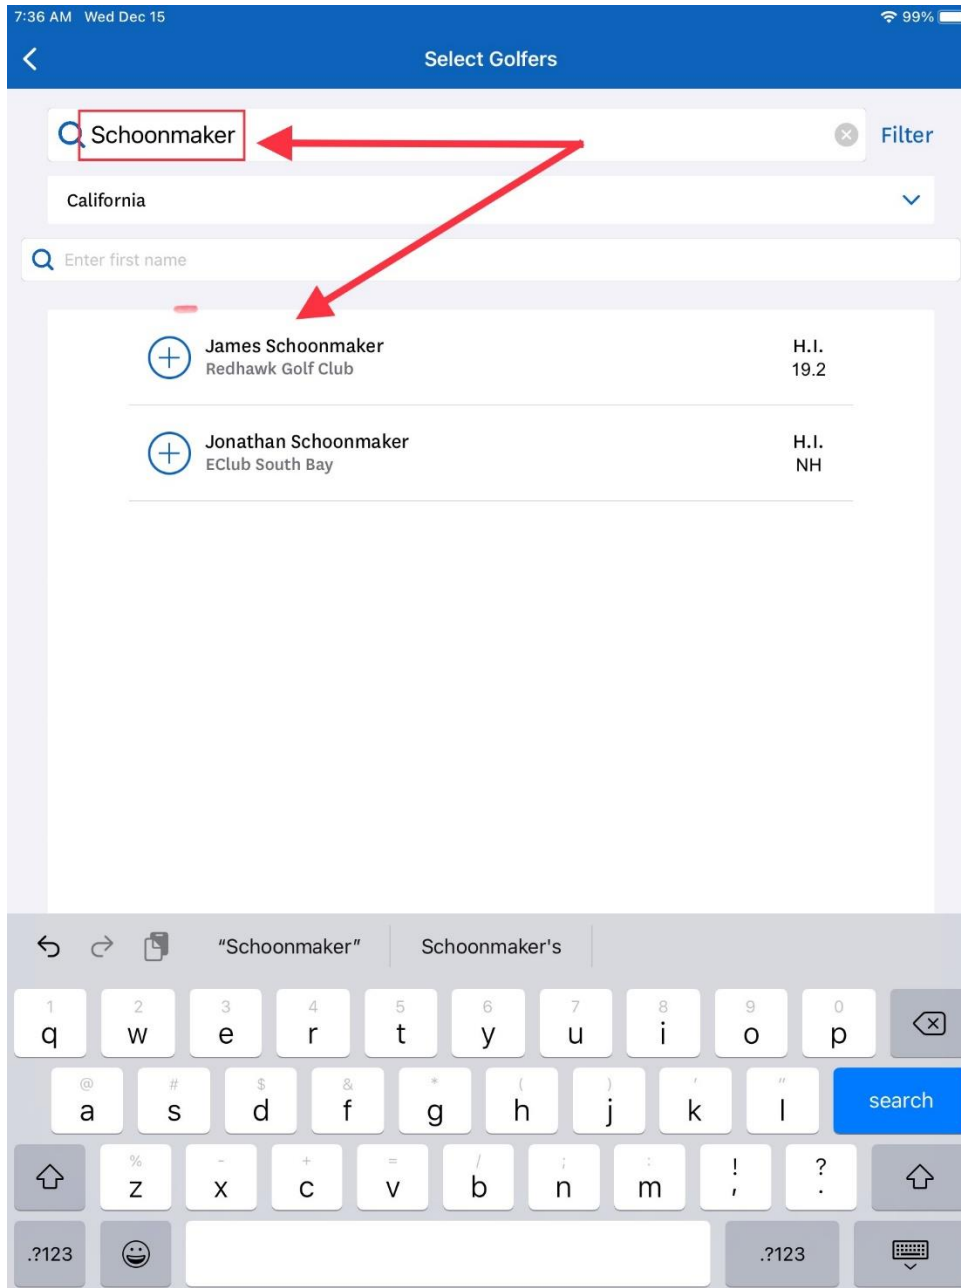 7:36 AM Wed Dec 15 99%
Select Golfers
Schoonmaker Filter
California
Enter first name
James Schoonmaker H.I.
Redhawk Golf Club 19.2
Jonathan Schoonmaker H.I.
EClub South Bay NH
“Schoonmaker” Schoonmaker's
1 2 3 4 5 6 7 8 9 0
q w e r t y u i o p
@ # $ & * ( ) ' "
a s d f g h j k l search
% - + = / ; : ! ?
z x c v b n m , .
.?123 .?123